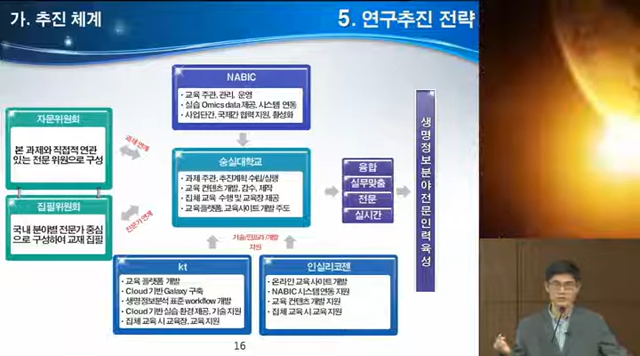 가. 추진 체계
5. 연구추진 전략
NABIC
• 교육 주관, 관리, 운영
• 실습 Omics data 제공, 시스템 연동
• 사업단간, 국제간 협력 지원, 활성화
자문위원회
본 과제와 직접적 연관
있는 전문 위원으로 구성
과제 연계
숭실대학교
• 과제 주관, 추진계획 수립/실행
• 교육 컨텐츠 개발, 감수, 제작
• 집체 교육 수행 및 교육장 제공
• 교육플랫폼, 교육사이트 개발 주도
융합
실무맞춤
전문
실시간
생명정보분야전문인력육성
집필위원회
국내 분야별 전문가 중심
으로 구성하여 교재 집필
전문가 연계
기술/인프라/개발
지원
kt
• 교육 플랫폼 개발
• Cloud 기반 Galaxy 구축
• 생명정보분석 표준 workflow 개발
• Cloud 기반 실습 환경 제공, 기술 지원
• 집체 교육 시 교육장, 교육 지원
인실리코젠
• 온라인 교육 사이트 개발
• NABIC 시스템 연동 지원
• 교육 컨텐츠 개발 지원
• 집체 교육 시 교육 지원
16